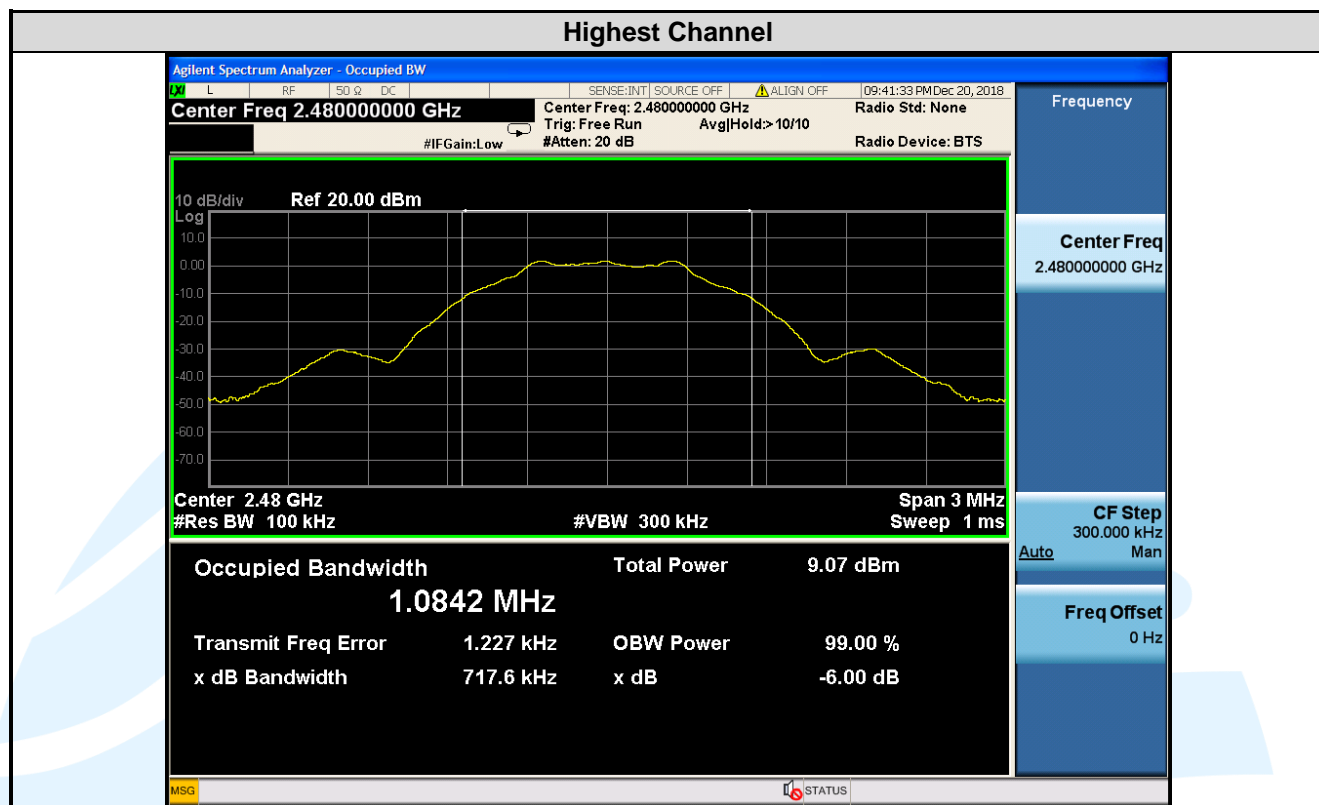 Highest Channel
Agilent Spectrum Analyzer - Occupied BW
LXI L RF 50 Ω DC SENSE:INT SOURCE OFF ALIGN OFF 09:41:33 PM Dec 20, 2018
Center Freq 2.480000000 GHz
Center Freq: 2.480000000 GHz
Radio Std: None
Trig: Free Run Avg|Hold:> 10/10
#IFGain:Low
#Atten: 20 dB
Radio Device: BTS
Frequency
10 dB/div Ref 20.00 dBm
Log
10.0
0.00
-10.0
-20.0
-30.0
-40.0
-50.0
-60.0
-70.0
Center 2.48 GHz Span 3 MHz
#Res BW 100 kHz #VBW 300 kHz Sweep 1 ms
Center Freq
2.480000000 GHz
CF Step
300.000 kHz
Auto Man
Freq Offset
0 Hz
Occupied Bandwidth
1.0842 MHz
Total Power 9.07 dBm
Transmit Freq Error 1.227 kHz OBW Power 99.00 %
x dB Bandwidth 717.6 kHz x dB -6.00 dB
MSG STATUS